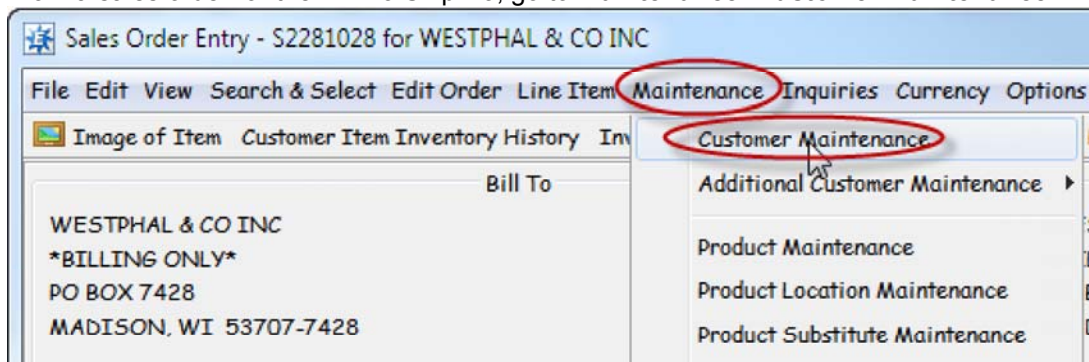 Sales Order Entry - S2281028 for WESTPHAL & CO INC
File Edit View Search & Select Edit Order Line Item Maintenance Inquiries Currency Options
Image of Item Customer Item Inventory History
Customer Maintenance
Additional Customer Maintenance
Product Maintenance
Product Location Maintenance
Product Substitute Maintenance
Bill To
WESTPHAL & CO INC
*BILLING ONLY*
PO BOX 7428
MADISON, WI 53707-7428